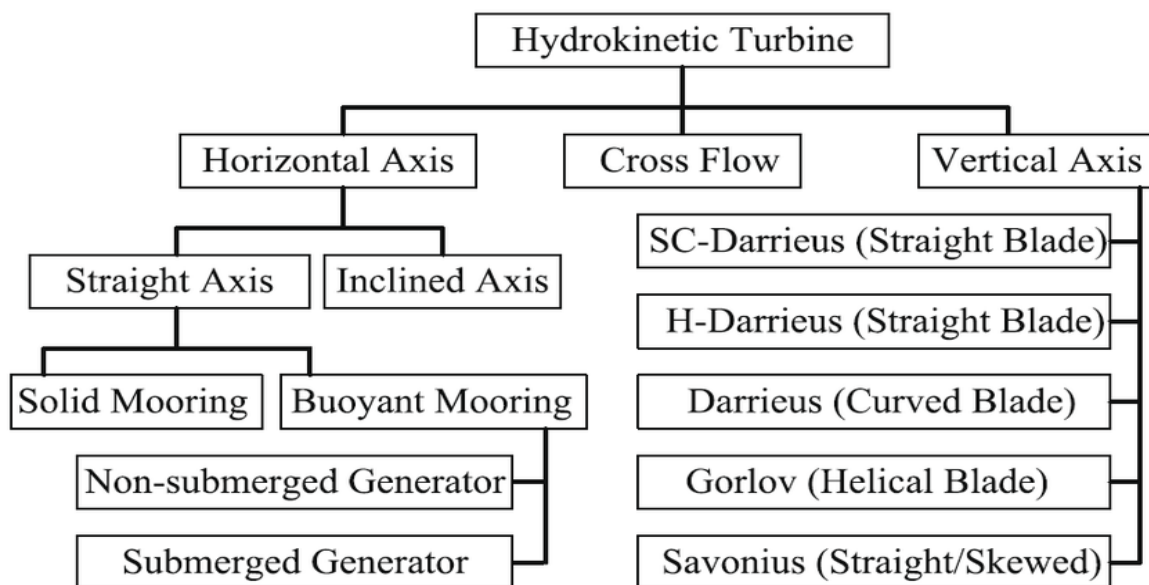 Hydrokinetic Turbine
Horizontal Axis
Cross Flow
Vertical Axis
SC-Darrieus (Straight Blade)
Straight Axis
Inclined Axis
H-Darrieus (Straight Blade)
Solid Mooring
Buoyant Mooring
Darrieus (Curved Blade)
Non-submerged Generator
Gorlov (Helical Blade)
Submerged Generator
Savonius (Straight/Skewed)